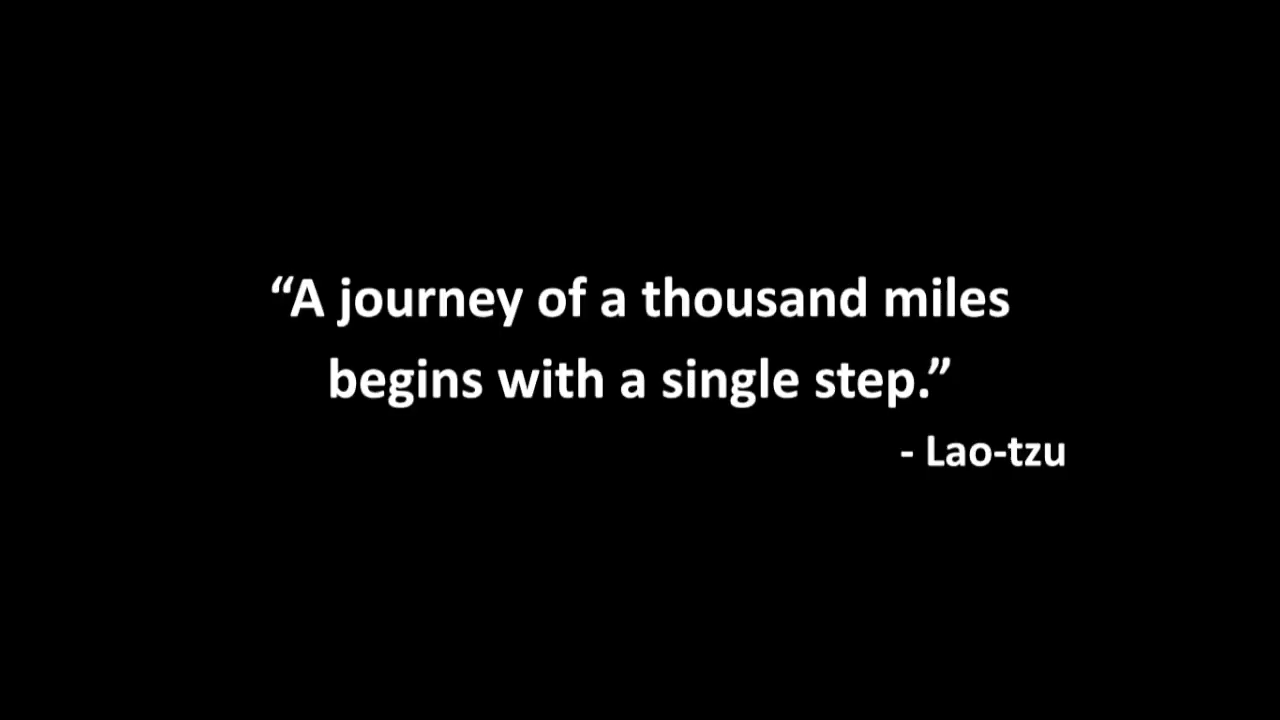 “A journey of a thousand miles
begins with a single step.”
- Lao-tzu